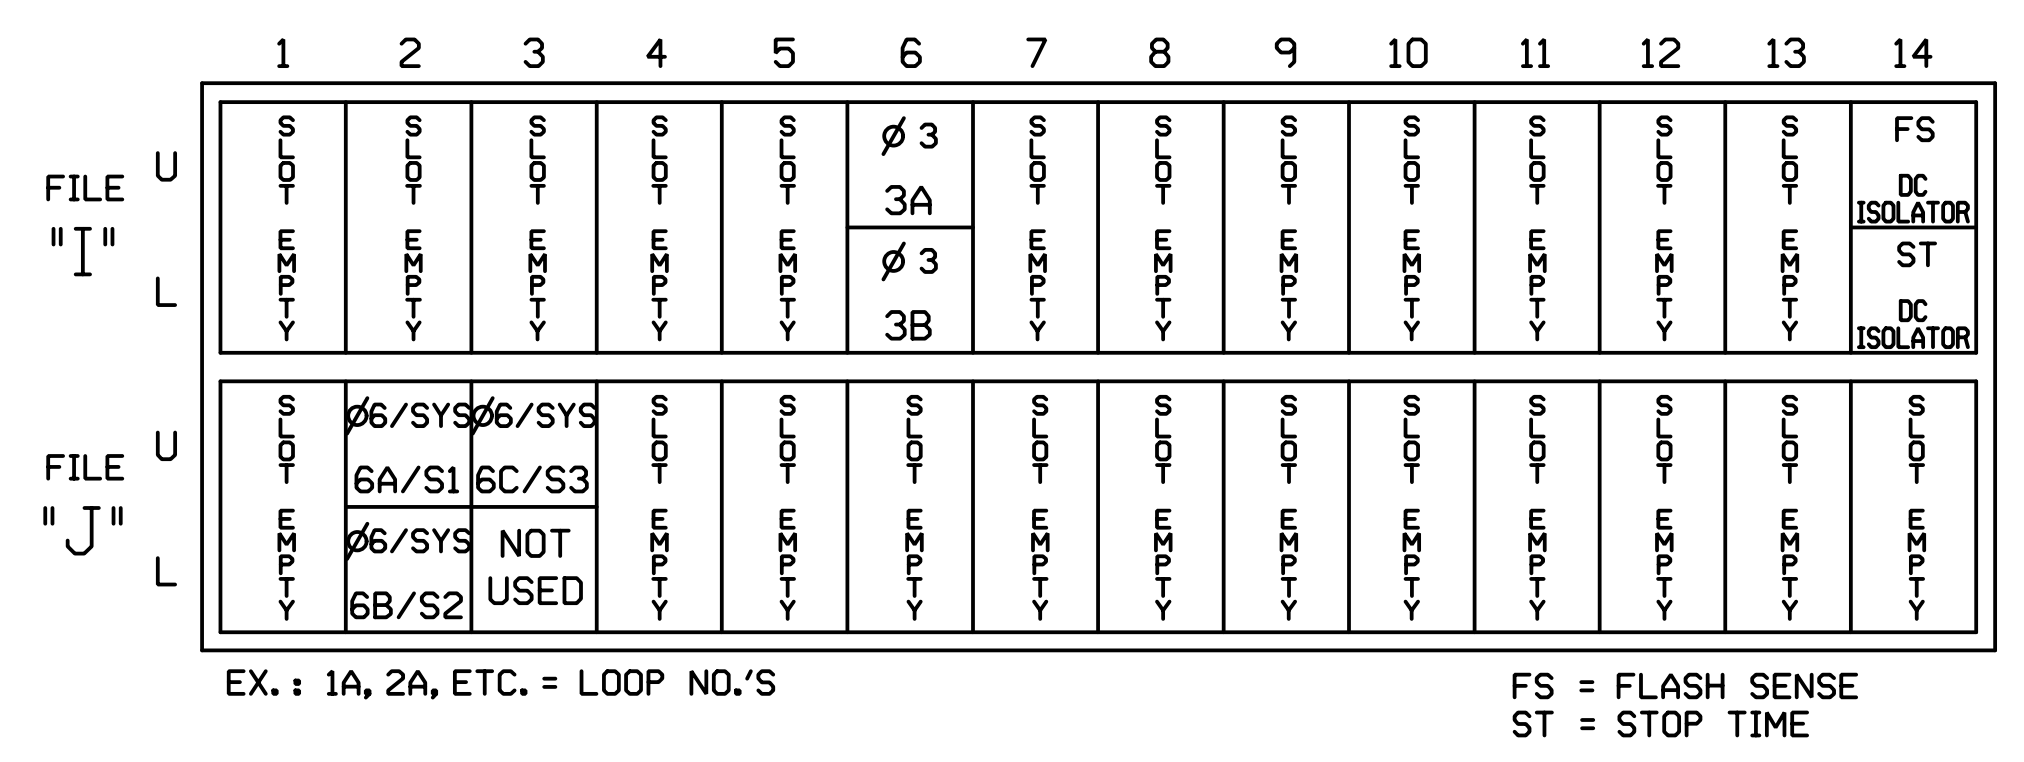 1 2 3 4 5 6 7 8 9 10 11 12 13 14
FILE "I"
U
L
SLOT EMPTY
SLOT EMPTY
SLOT EMPTY
SLOT EMPTY
SLOT EMPTY
Ø 3
3A
Ø 3
3B
SLOT EMPTY
SLOT EMPTY
SLOT EMPTY
SLOT EMPTY
SLOT EMPTY
SLOT EMPTY
SLOT EMPTY
FS
DC
ISOLATOR
ST
DC
ISOLATOR
FILE "J"
U
L
SLOT EMPTY
Ø6/SYS
6A/S1
Ø6/SYS
6B/S2
Ø6/SYS
6C/S3
NOT
USED
SLOT EMPTY
SLOT EMPTY
SLOT EMPTY
SLOT EMPTY
SLOT EMPTY
SLOT EMPTY
SLOT EMPTY
SLOT EMPTY
SLOT EMPTY
SLOT EMPTY
SLOT EMPTY
EX.: 1A, 2A, ETC. = LOOP NO.'S
FS = FLASH SENSE
ST = STOP TIME